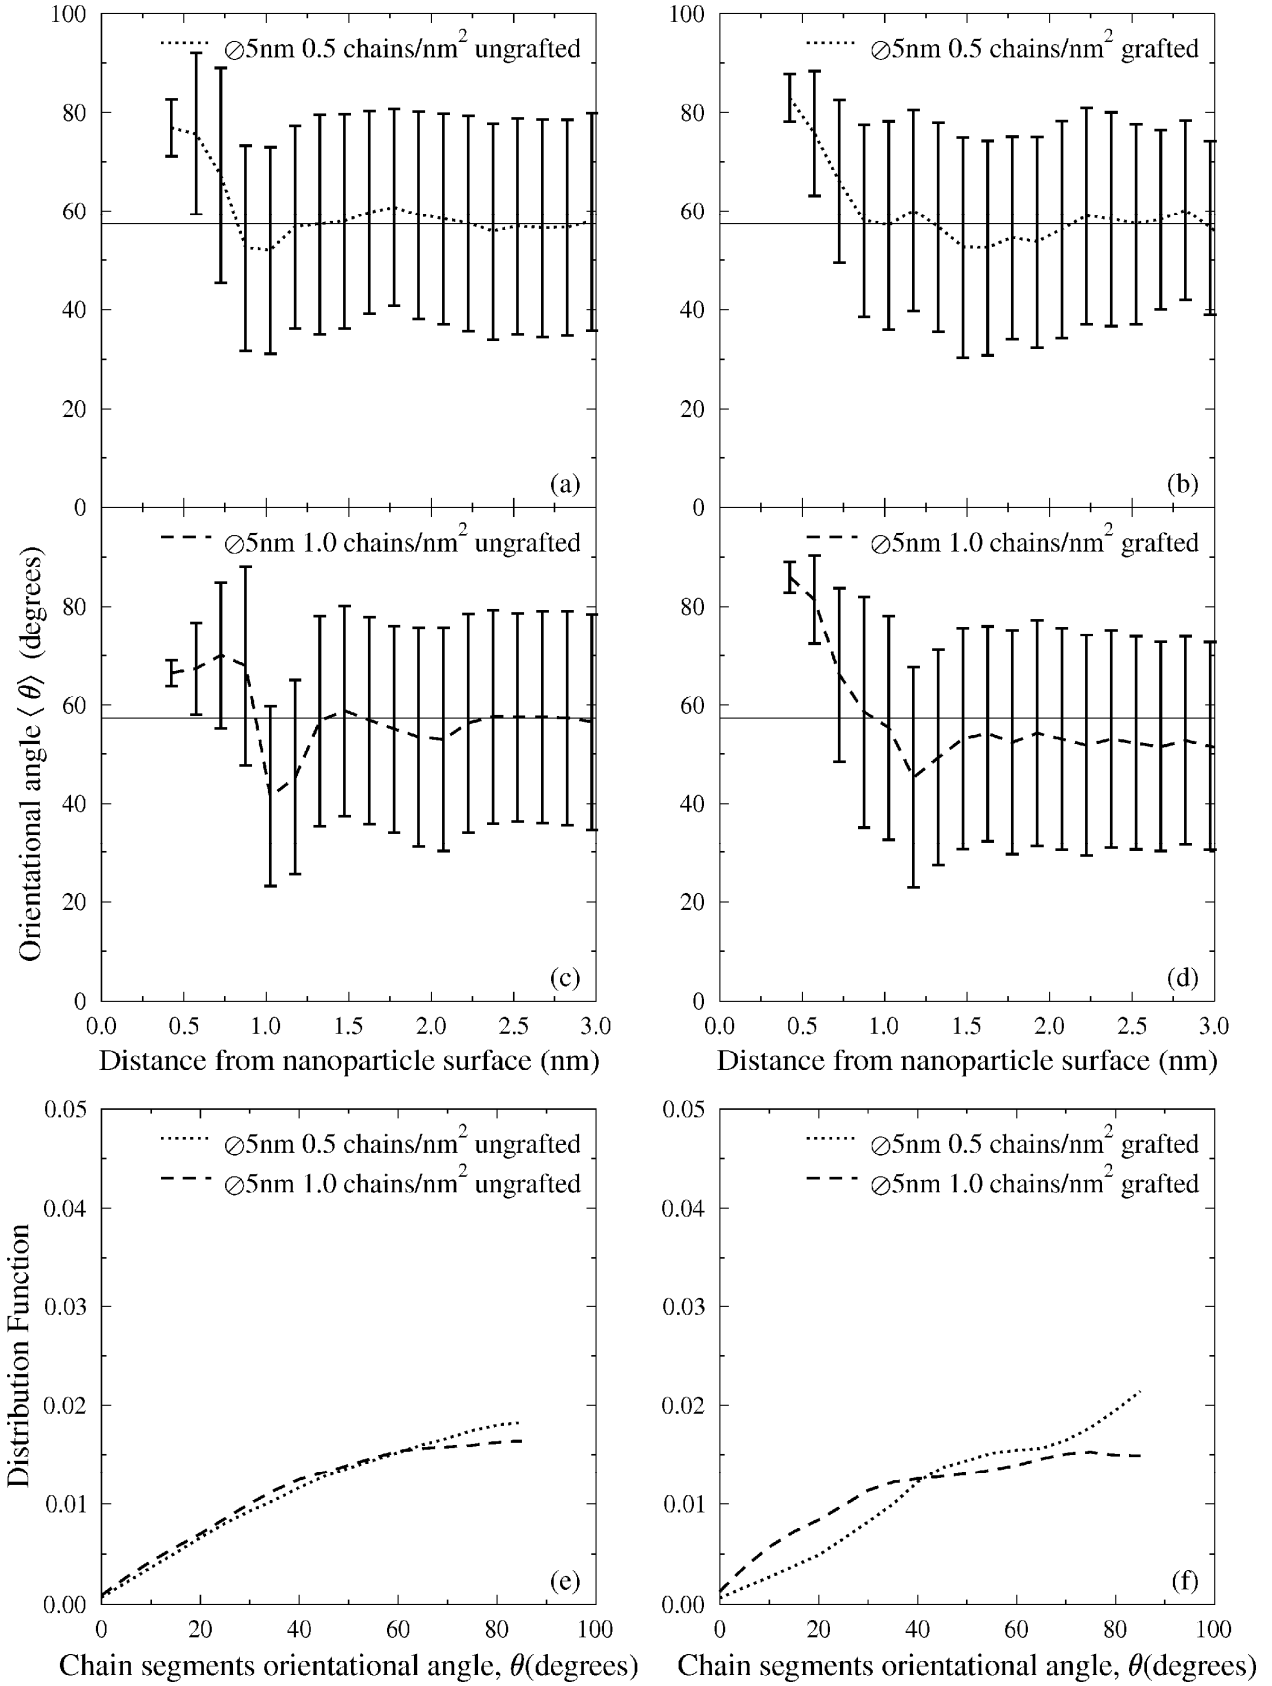 100
80
60
40
20
0
⌀5nm 0.5 chains/nm² ungrafted
(a)
100
80
60
40
20
0
⌀5nm 0.5 chains/nm² grafted
(b)
Orientational angle ⟨ θ⟩ (degrees)
80
60
40
20
0
⌀5nm 1.0 chains/nm² ungrafted
(c)
0.0 0.5 1.0 1.5 2.0 2.5 3.0
Distance from nanoparticle surface (nm)
80
60
40
20
0
⌀5nm 1.0 chains/nm² grafted
(d)
0.0 0.5 1.0 1.5 2.0 2.5 3.0
Distance from nanoparticle surface (nm)
Distribution Function
0.05
0.04
0.03
0.02
0.01
0.00
⌀5nm 0.5 chains/nm² ungrafted
⌀5nm 1.0 chains/nm² ungrafted
(e)
0 20 40 60 80 100
Chain segments orientational angle, θ(degrees)
0.05
0.04
0.03
0.02
0.01
0.00
⌀5nm 0.5 chains/nm² grafted
⌀5nm 1.0 chains/nm² grafted
(f)
0 20 40 60 80 100
Chain segments orientational angle, θ(degrees)